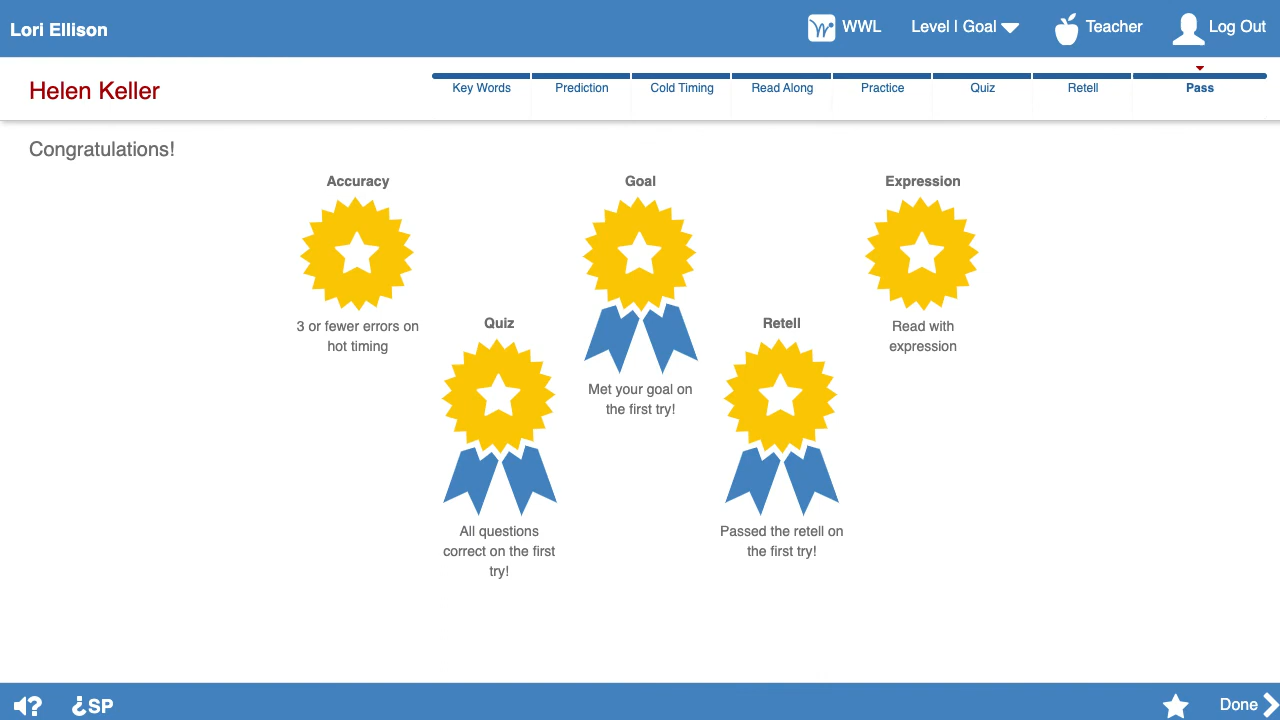 Lori Ellison
WWL
Level | Goal
Teacher
Log Out
Helen Keller
Key Words
Prediction
Cold Timing
Read Along
Practice
Quiz
Retell
Pass
Congratulations!
Accuracy
3 or fewer errors on
hot timing
Quiz
All questions
correct on the first
try!
Goal
Met your goal on
the first try!
Retell
Passed the retell on
the first try!
Expression
Read with
expression
?
¿SP
Done